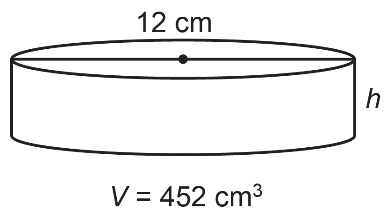 12 cm
h
V = 452 cm³